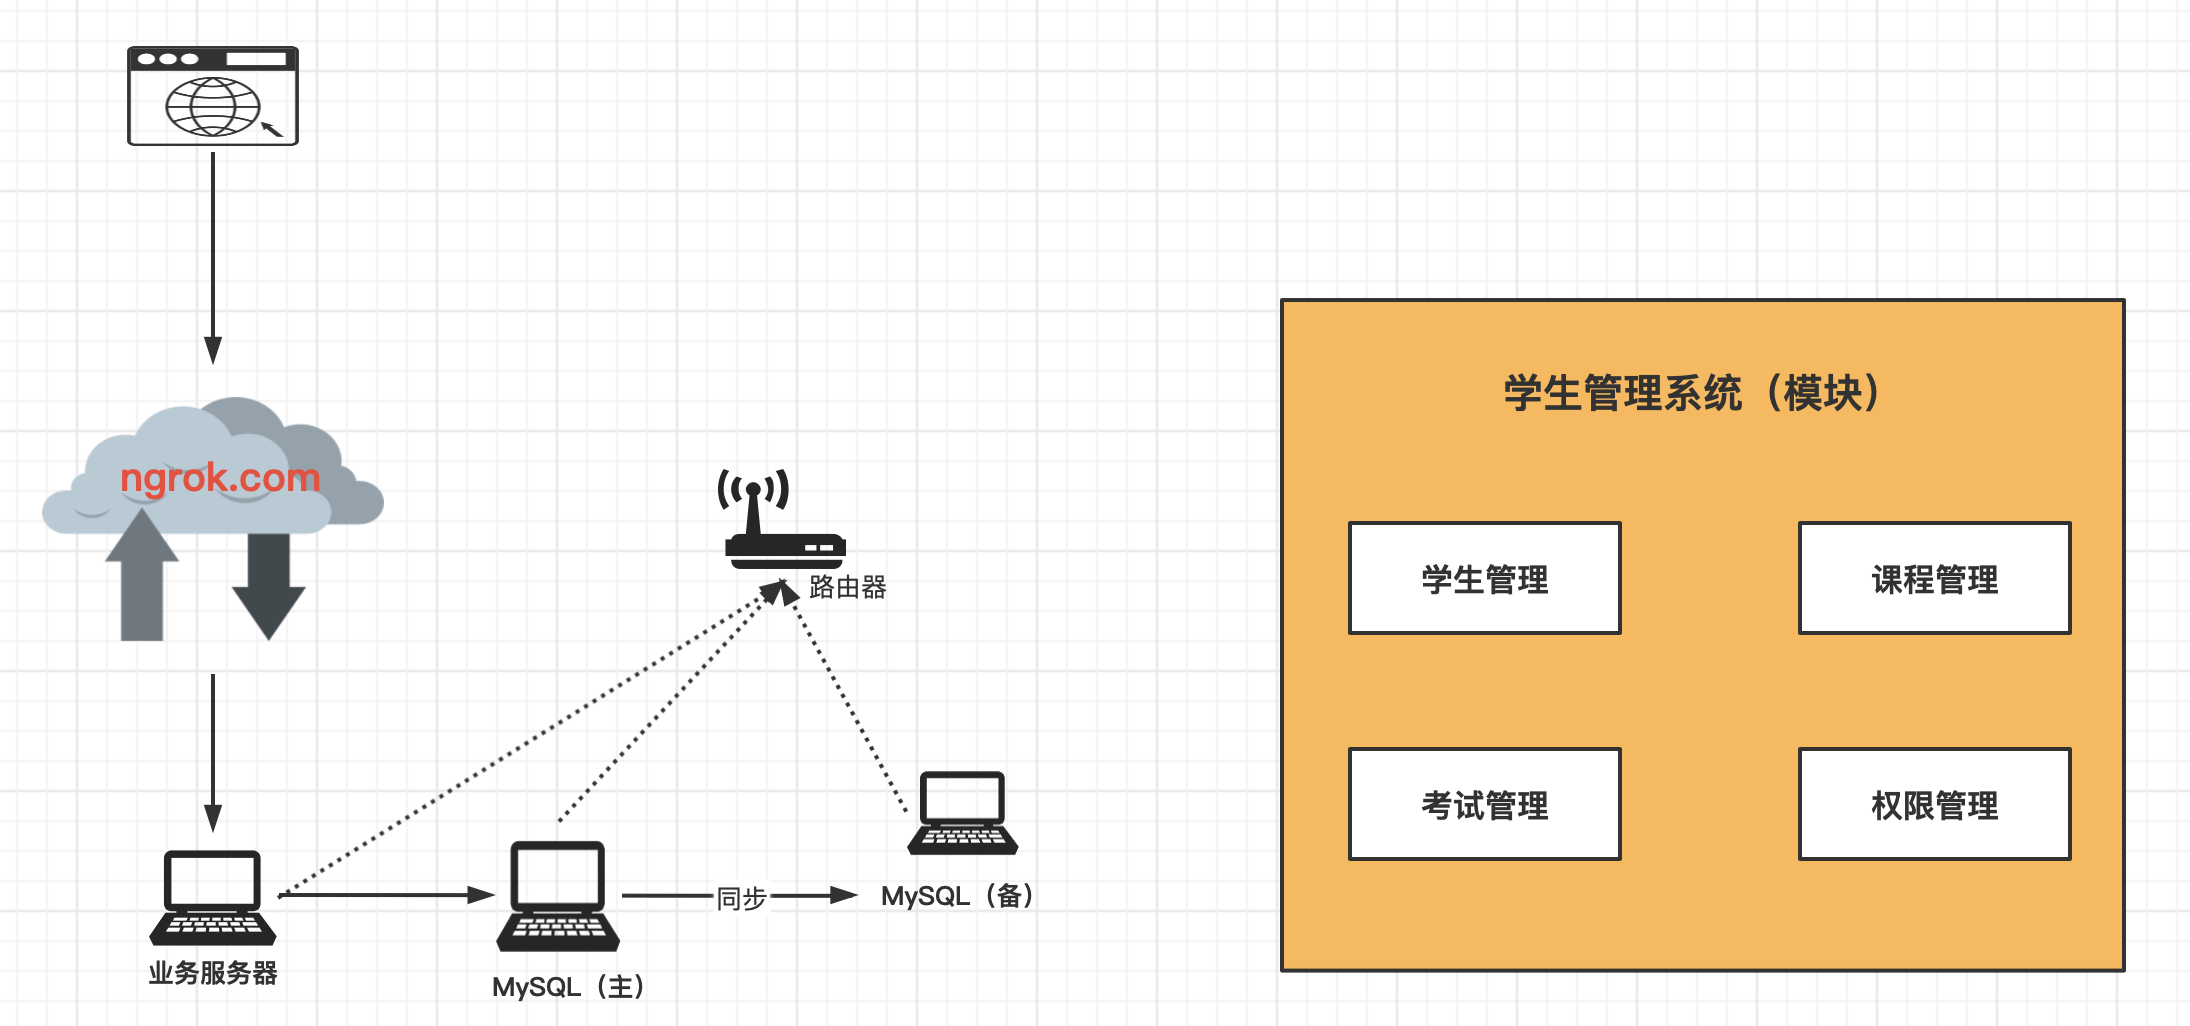 ngrok.com
路由器
同步
业务服务器
MySQL（主）
MySQL（备）
学生管理系统（模块）
学生管理
课程管理
考试管理
权限管理